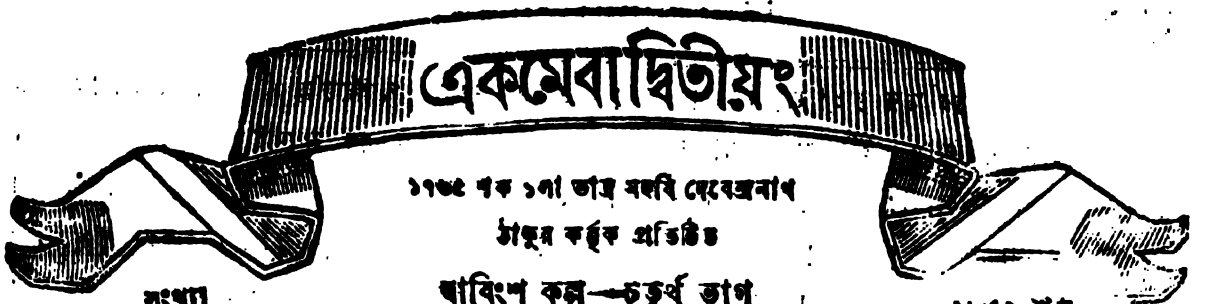 একমেবাদ্বিতীয়ং
১৭৬৫ শক ১লা ভাদ্র মহর্ষি দেবেন্দ্রনাথ
ঠাকুর কর্ত্তৃক প্রতিষ্ঠিত
দ্বাবিংশ কল্প—চতুর্থ ভাগ
সংখ্যা